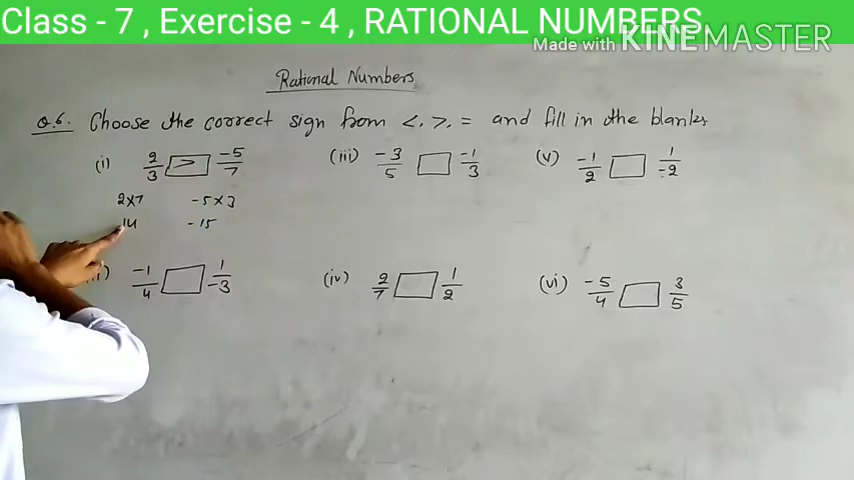 Class - 7 , Exercise - 4 , RATIONAL NUMBERS
Made with KINEMASTER
Rational Numbers
Q.6. Choose the correct sign from <, >, = and fill in the blanks
(i) 2/3 [>] -5/7 (iii) -3/5 [ ] -1/3 (v) -1/2 [ ] 1/-2
2×7 -5×3
14 -15
-1/4 [ ] 1/-3 (iv) 2/7 [ ] 1/2 (vi) -5/4 [ ] 3/5